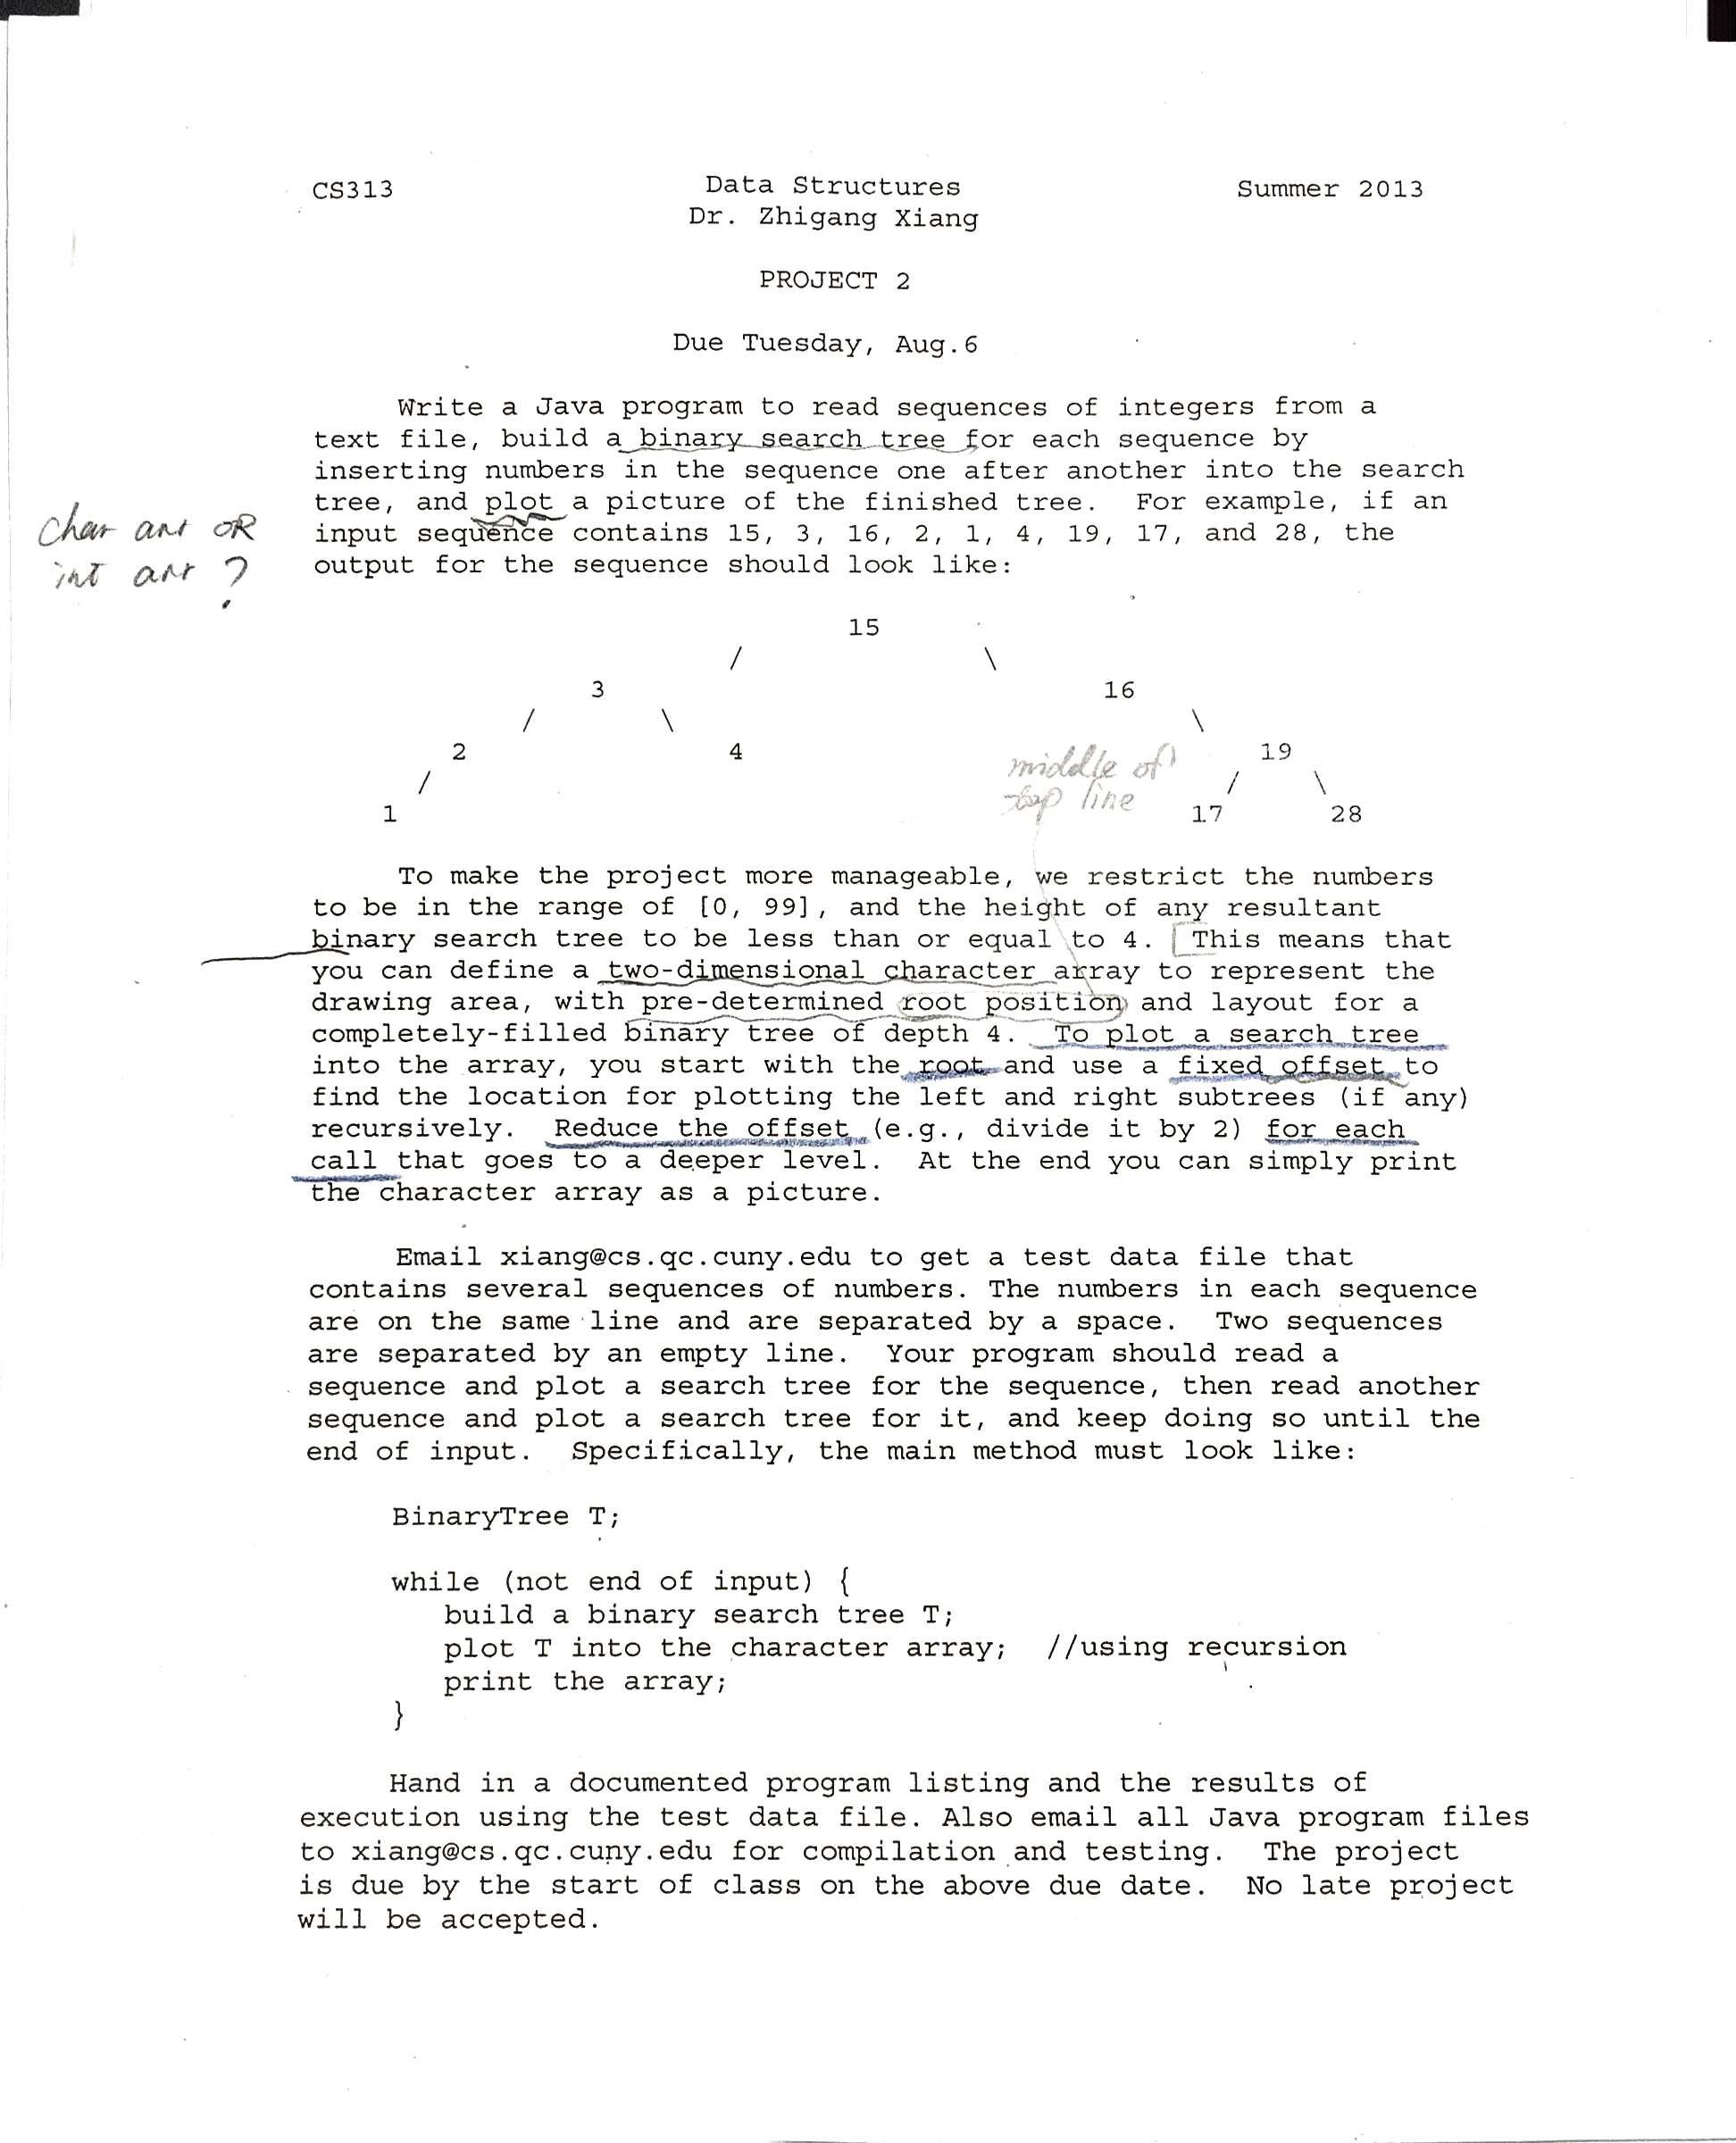 CS313 Data Structures Summer 2013
Dr. Zhigang Xiang
PROJECT 2
Due Tuesday, Aug.6
Write a Java program to read sequences of integers from a
text file, build a binary search tree for each sequence by
inserting numbers in the sequence one after another into the search
tree, and plot a picture of the finished tree. For example, if an
input sequence contains 15, 3, 16, 2, 1, 4, 19, 17, and 28, the
output for the sequence should look like:
char arr OR
int arr ?
15
/ \
3 16
/ \ \
2 4 19
/ / \
1 17 28
middle of
top line
To make the project more manageable, we restrict the numbers
to be in the range of [0, 99], and the height of any resultant
binary search tree to be less than or equal to 4. This means that
you can define a two-dimensional character array to represent the
drawing area, with pre-determined root position and layout for a
completely-filled binary tree of depth 4. To plot a search tree
into the array, you start with the root and use a fixed offset to
find the location for plotting the left and right subtrees (if any)
recursively. Reduce the offset (e.g., divide it by 2) for each
call that goes to a deeper level. At the end you can simply print
the character array as a picture.
Email xiang@cs.qc.cuny.edu to get a test data file that
contains several sequences of numbers. The numbers in each sequence
are on the same line and are separated by a space. Two sequences
are separated by an empty line. Your program should read a
sequence and plot a search tree for the sequence, then read another
sequence and plot a search tree for it, and keep doing so until the
end of input. Specifically, the main method must look like:
BinaryTree T;
while (not end of input) {
build a binary search tree T;
plot T into the character array; //using recursion
print the array;
}
Hand in a documented program listing and the results of
execution using the test data file. Also email all Java program files
to xiang@cs.qc.cuny.edu for compilation and testing. The project
is due by the start of class on the above due date. No late project
will be accepted.